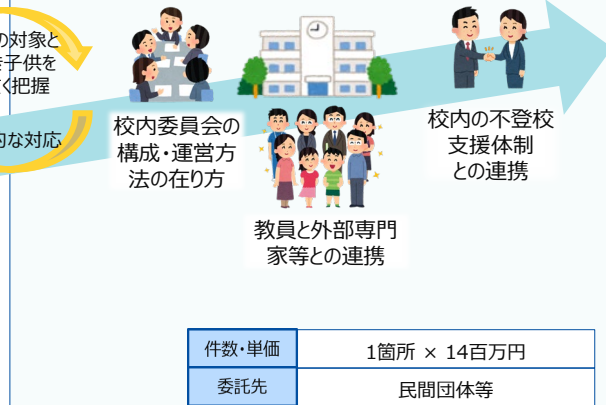 の対象と
き子供を
く把握
的な対応
校内委員会の
構成・運営方
法の在り方
教員と外部専門
家等との連携
校内の不登校
支援体制
との連携
件数・単価 1箇所 × 14百万円
委託先 民間団体等